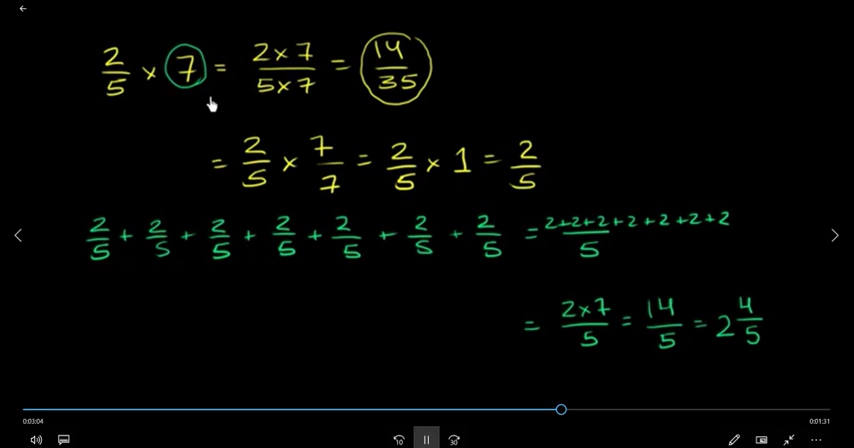 2/5 × 7 = (2×7)/(5×7) = 14/35
= 2/5 × 7/7 = 2/5 × 1 = 2/5
2/5 + 2/5 + 2/5 + 2/5 + 2/5 + 2/5 + 2/5 = (2+2+2+2+2+2+2)/5
= (2×7)/5 = 14/5 = 2 4/5
0:03:04 0:01:31
10 30